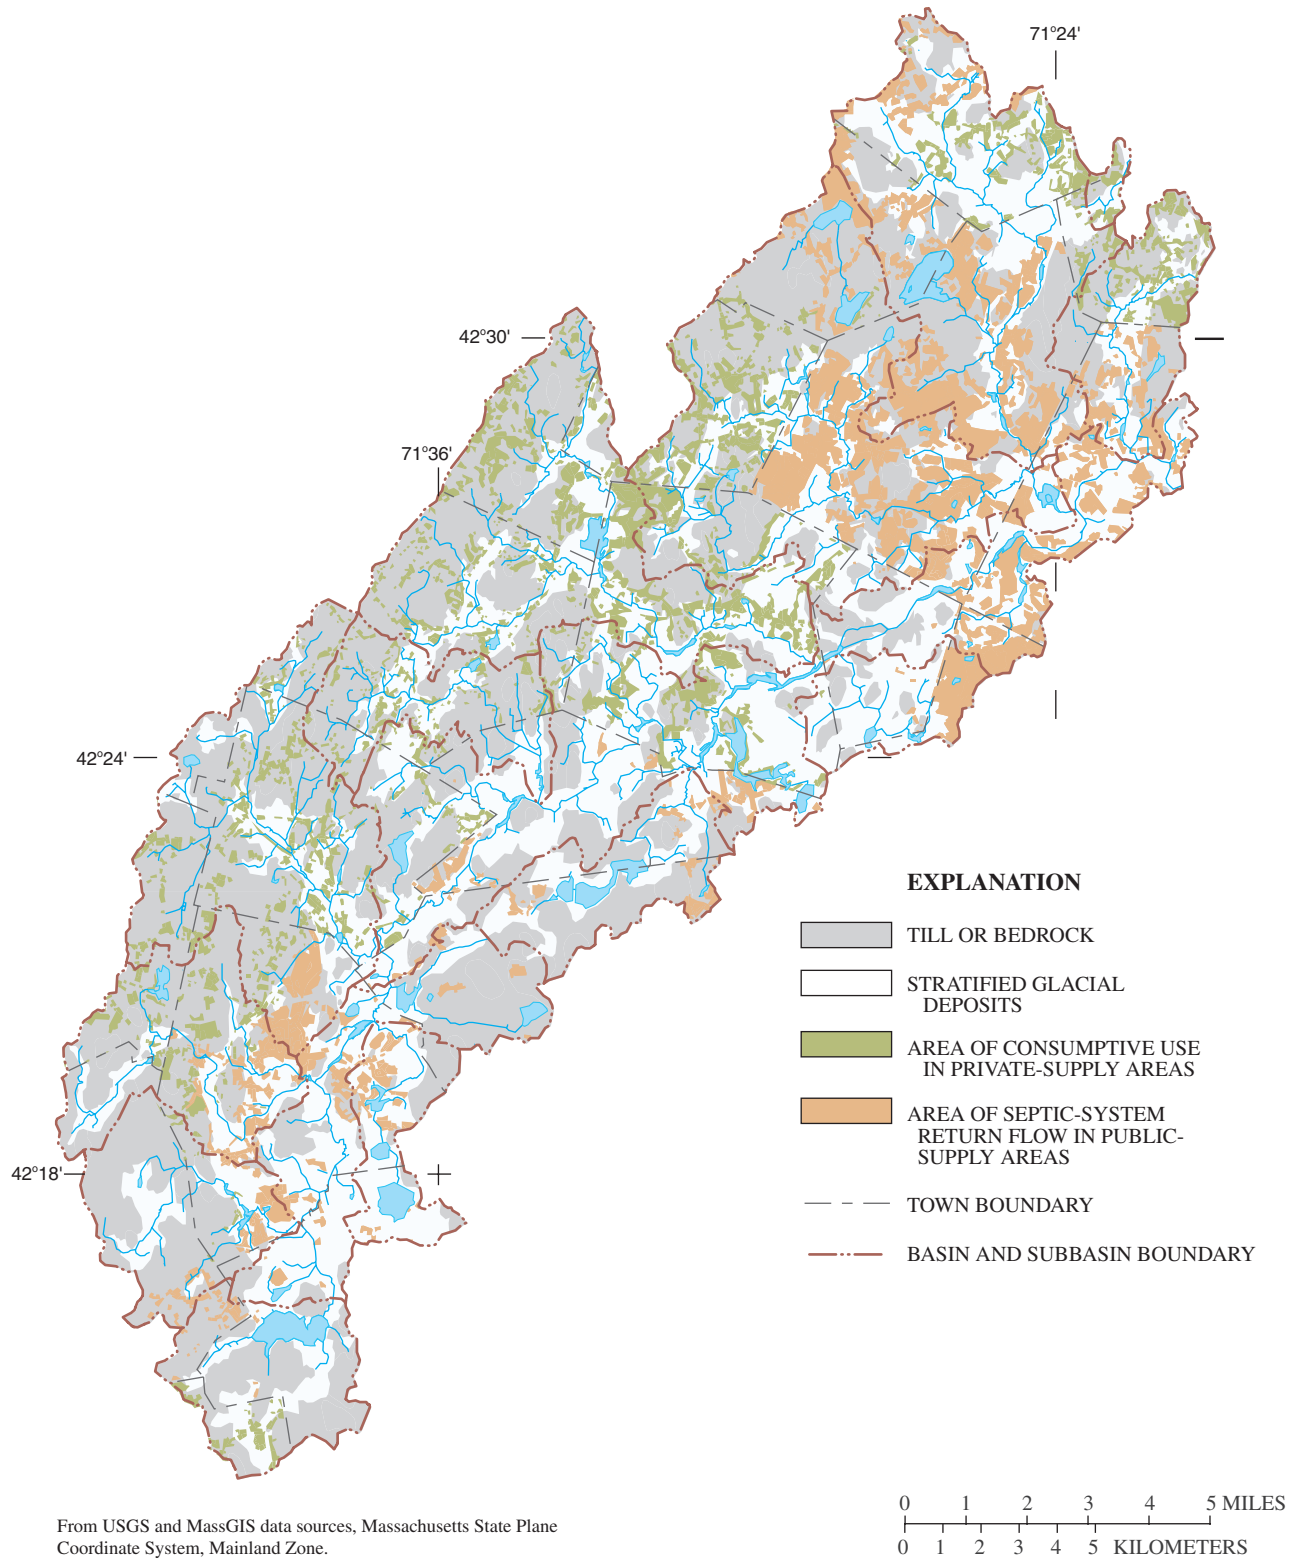 71°24'
42°30'
71°36'
42°24'
42°18'
EXPLANATION
TILL OR BEDROCK
STRATIFIED GLACIAL
DEPOSITS
AREA OF CONSUMPTIVE USE
IN PRIVATE-SUPPLY AREAS
AREA OF SEPTIC-SYSTEM
RETURN FLOW IN PUBLIC-
SUPPLY AREAS
TOWN BOUNDARY
BASIN AND SUBBASIN BOUNDARY
0 1 2 3 4 5 MILES
0 1 2 3 4 5 KILOMETERS
From USGS and MassGIS data sources, Massachusetts State Plane
Coordinate System, Mainland Zone.